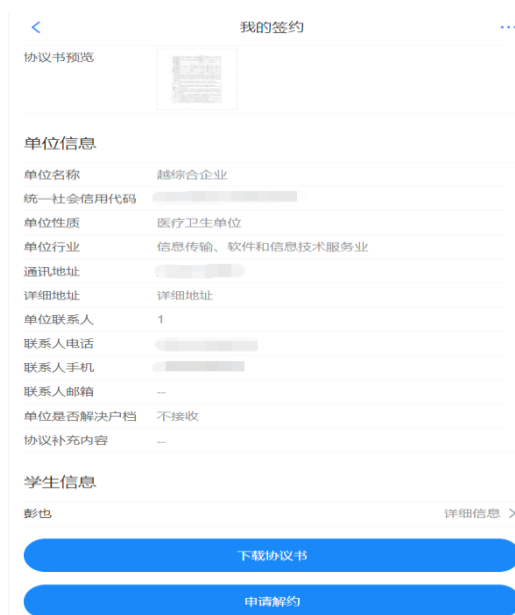 我的签约
协议书预览
单位信息
单位名称 越综合企业
统一社会信用代码
单位性质 医疗卫生单位
单位行业 信息传输、软件和信息技术服务业
通讯地址
详细地址 详细地址
单位联系人 1
联系人电话
联系人手机
联系人邮箱 --
单位是否解决户档 不接收
协议补充内容 --
学生信息
彭也 详细信息
下载协议书
申请解约